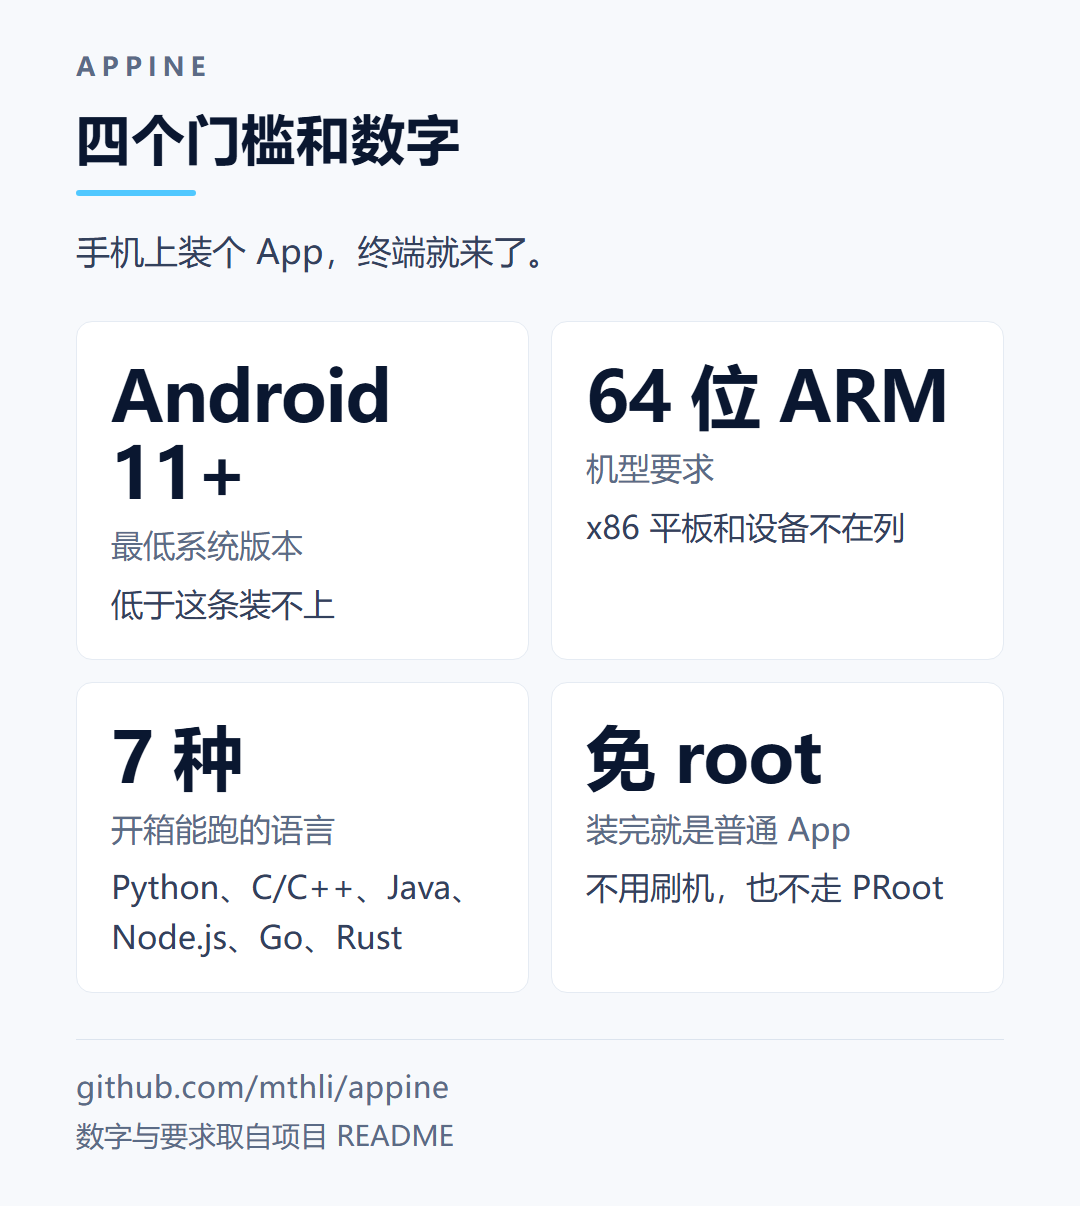 APPINE
四个门槛和数字
手机上装个 App，终端就来了。
Android
11+
最低系统版本
低于这条装不上
64 位 ARM
机型要求
x86 平板和设备不在列
7 种
开箱能跑的语言
Python、C/C++、Java、
Node.js、Go、Rust
免 root
装完就是普通 App
不用刷机，也不走 PRoot
github.com/mthli/appine
数字与要求取自项目 README